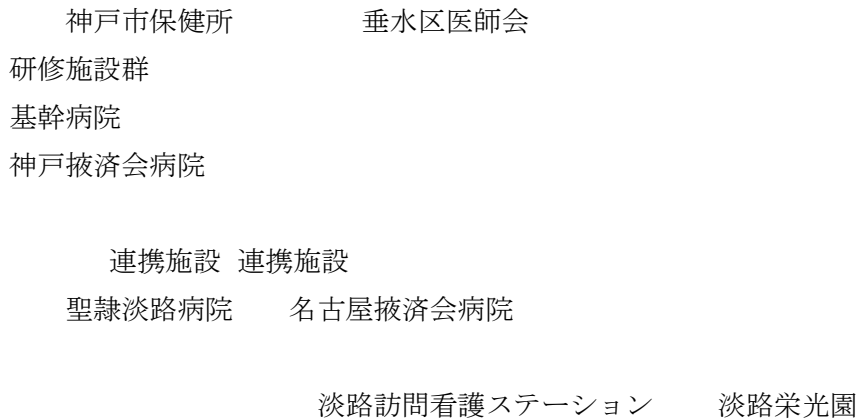 神戸市保健所 垂水区医師会
研修施設群
基幹病院
神戸掖済会病院
連携施設 連携施設
聖隷淡路病院 名古屋掖済会病院
淡路訪問看護ステーション 淡路栄光園